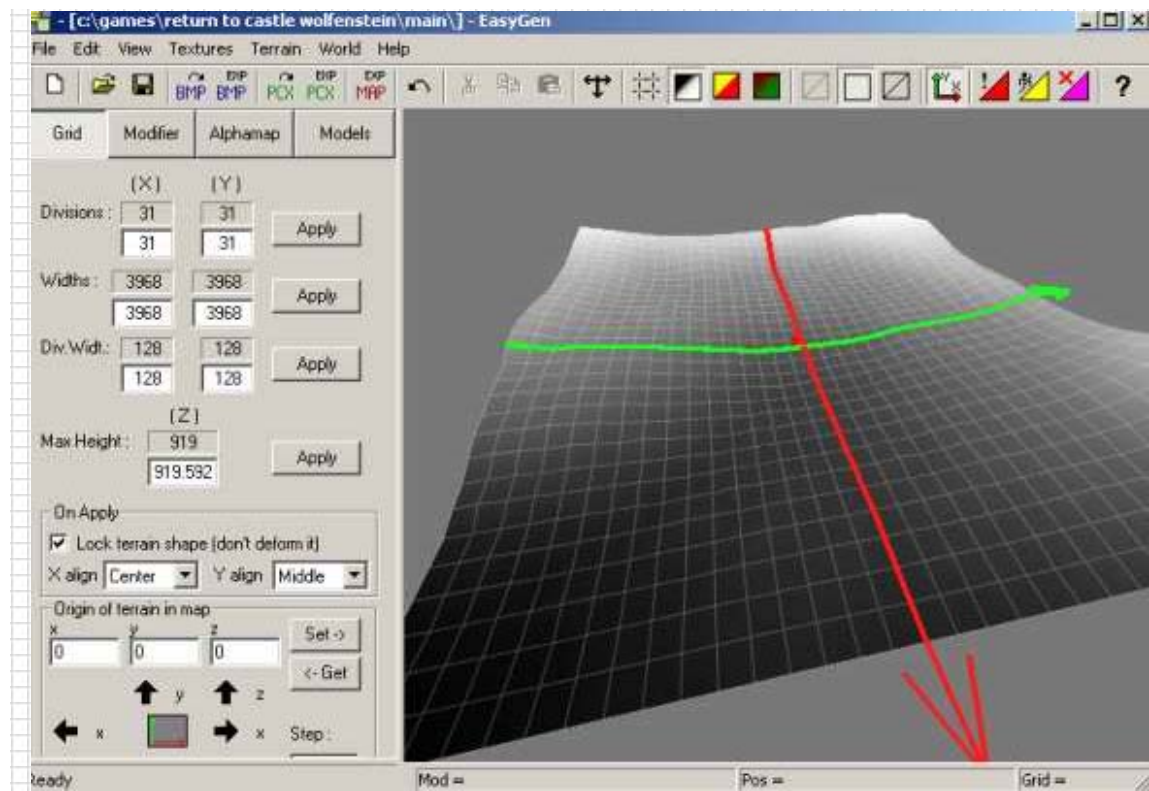 - [c:\games\return to castle wolfenstein\main\] - EasyGen
File Edit View Textures Terrain World Help
BMP EXP BMP PCX EXP PCX EXP MAP Y X ! ?
Grid Modifier Alphamap Models
(X) (Y)
Divisions : 31 31 Apply
31 31
Widths : 3968 3968 Apply
3968 3968
Div.Widt.: 128 128 Apply
128 128
(Z)
Max Height : 919 Apply
919.592
On Apply
Lock terrain shape (don't deform it)
X align Center Y align Middle
Origin of terrain in map
x y z
0 0 0 Set ->
<- Get
y z
x x Step :
Ready Mod = Pos = Grid =